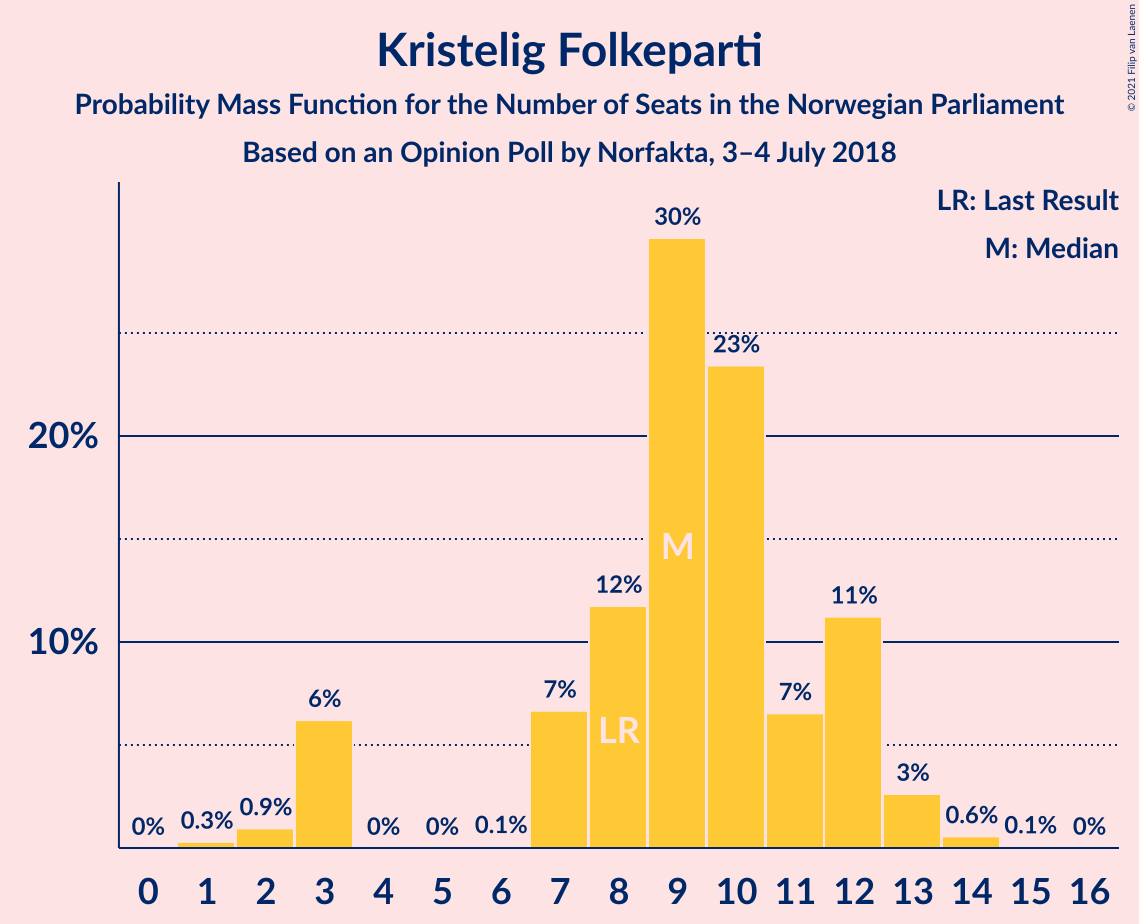 Kristelig Folkeparti
Probability Mass Function for the Number of Seats in the Norwegian Parliament
Based on an Opinion Poll by Norfakta, 3–4 July 2018
© 2021 Filip van Laenen
LR: Last Result
M: Median
30%
23%
20%
M
12%
11%
10%
6%
7%
LR
7%
3%
0%
0.3%
0.9%
0%
0%
0.1%
0.6%
0.1%
0%
0 1 2 3 4 5 6 7 8 9 10 11 12 13 14 15 16